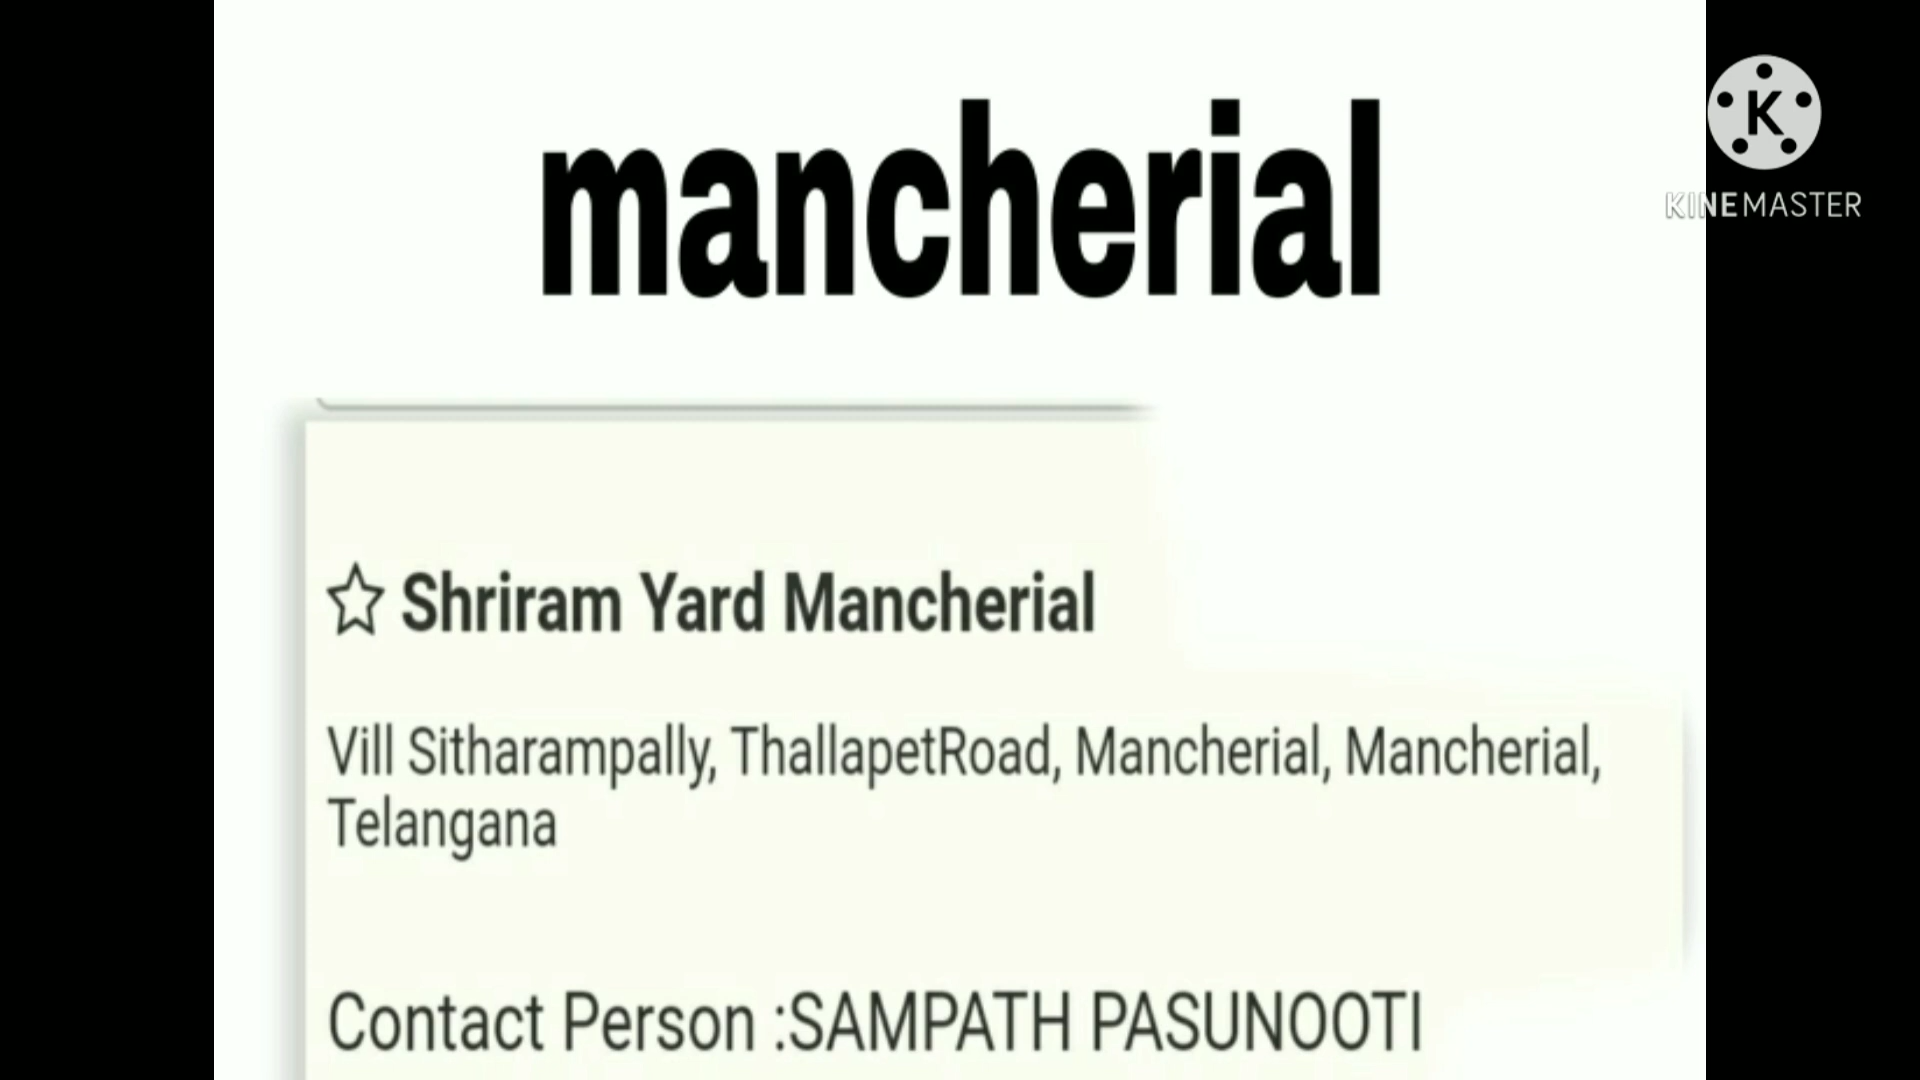 mancherial
K
KINEMASTER
Shriram Yard Mancherial
Vill Sitharampally, ThallapetRoad, Mancherial, Mancherial,
Telangana
Contact Person :SAMPATH PASUNOOTI